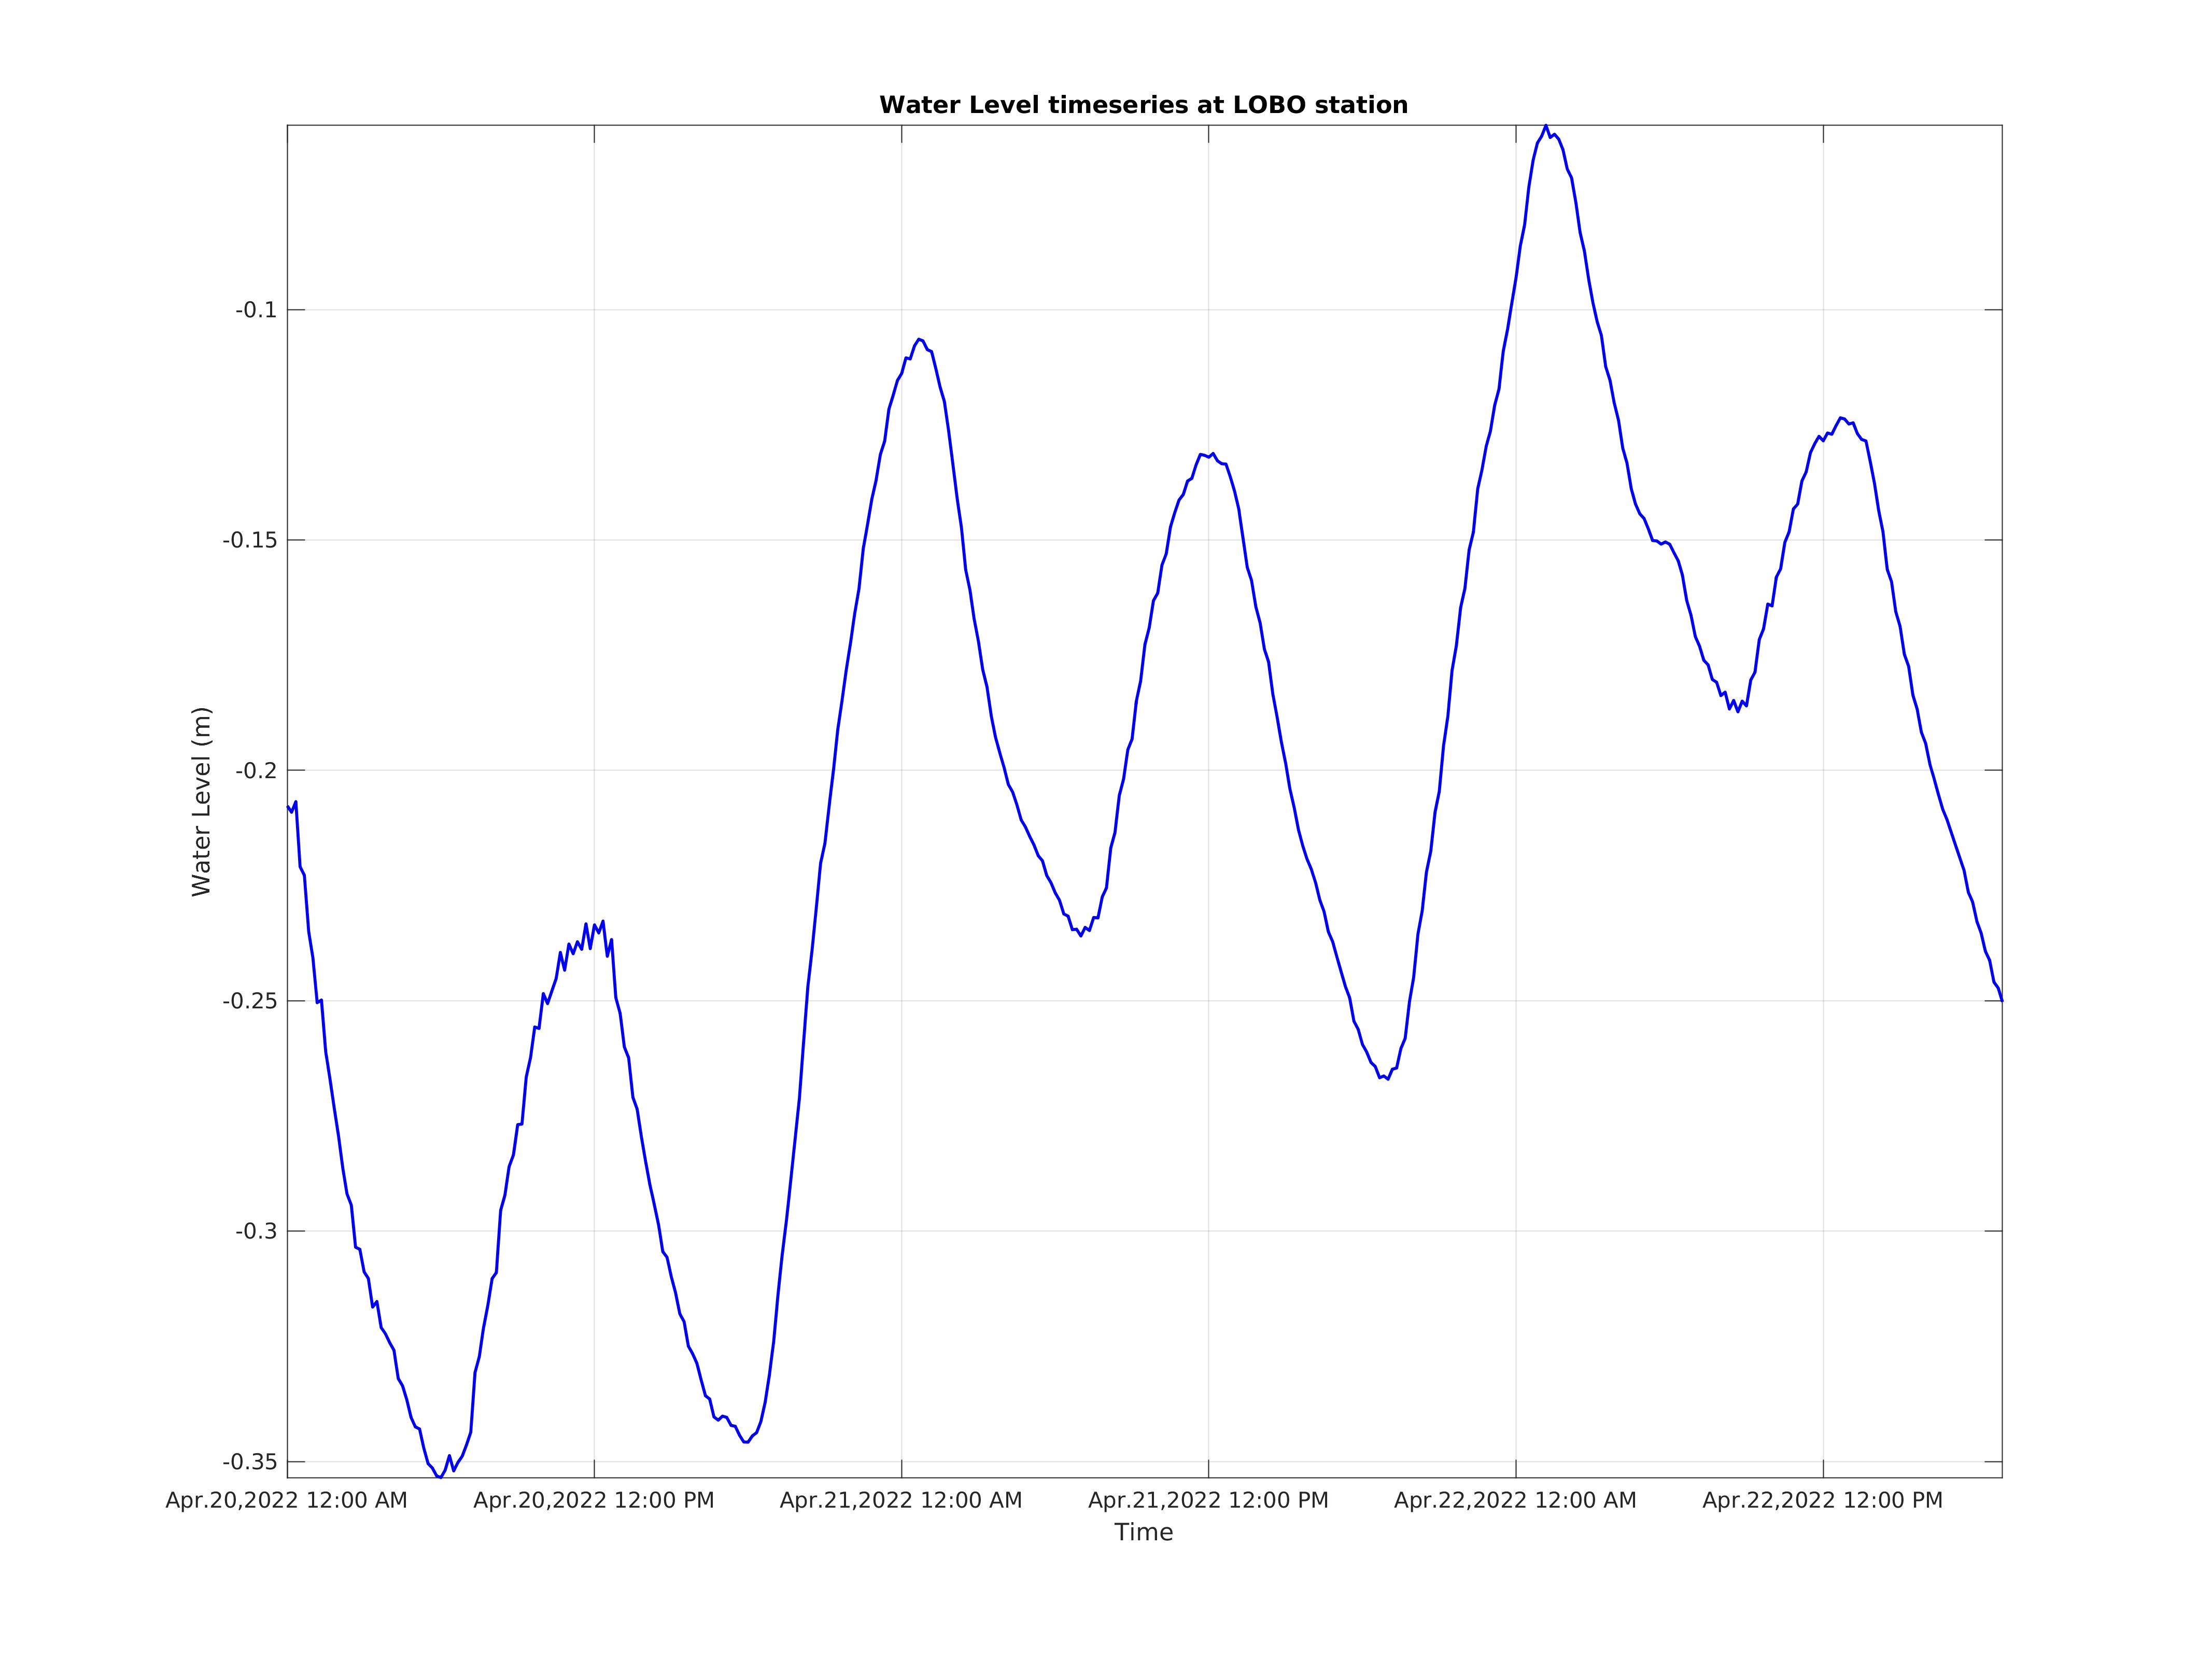 Water Level timeseries at LOBO station
-0.1
-0.15
-0.2
-0.25
-0.3
-0.35
Water Level (m)
Apr.20,2022 12:00 AM Apr.20,2022 12:00 PM Apr.21,2022 12:00 AM Apr.21,2022 12:00 PM Apr.22,2022 12:00 AM Apr.22,2022 12:00 PM
Time